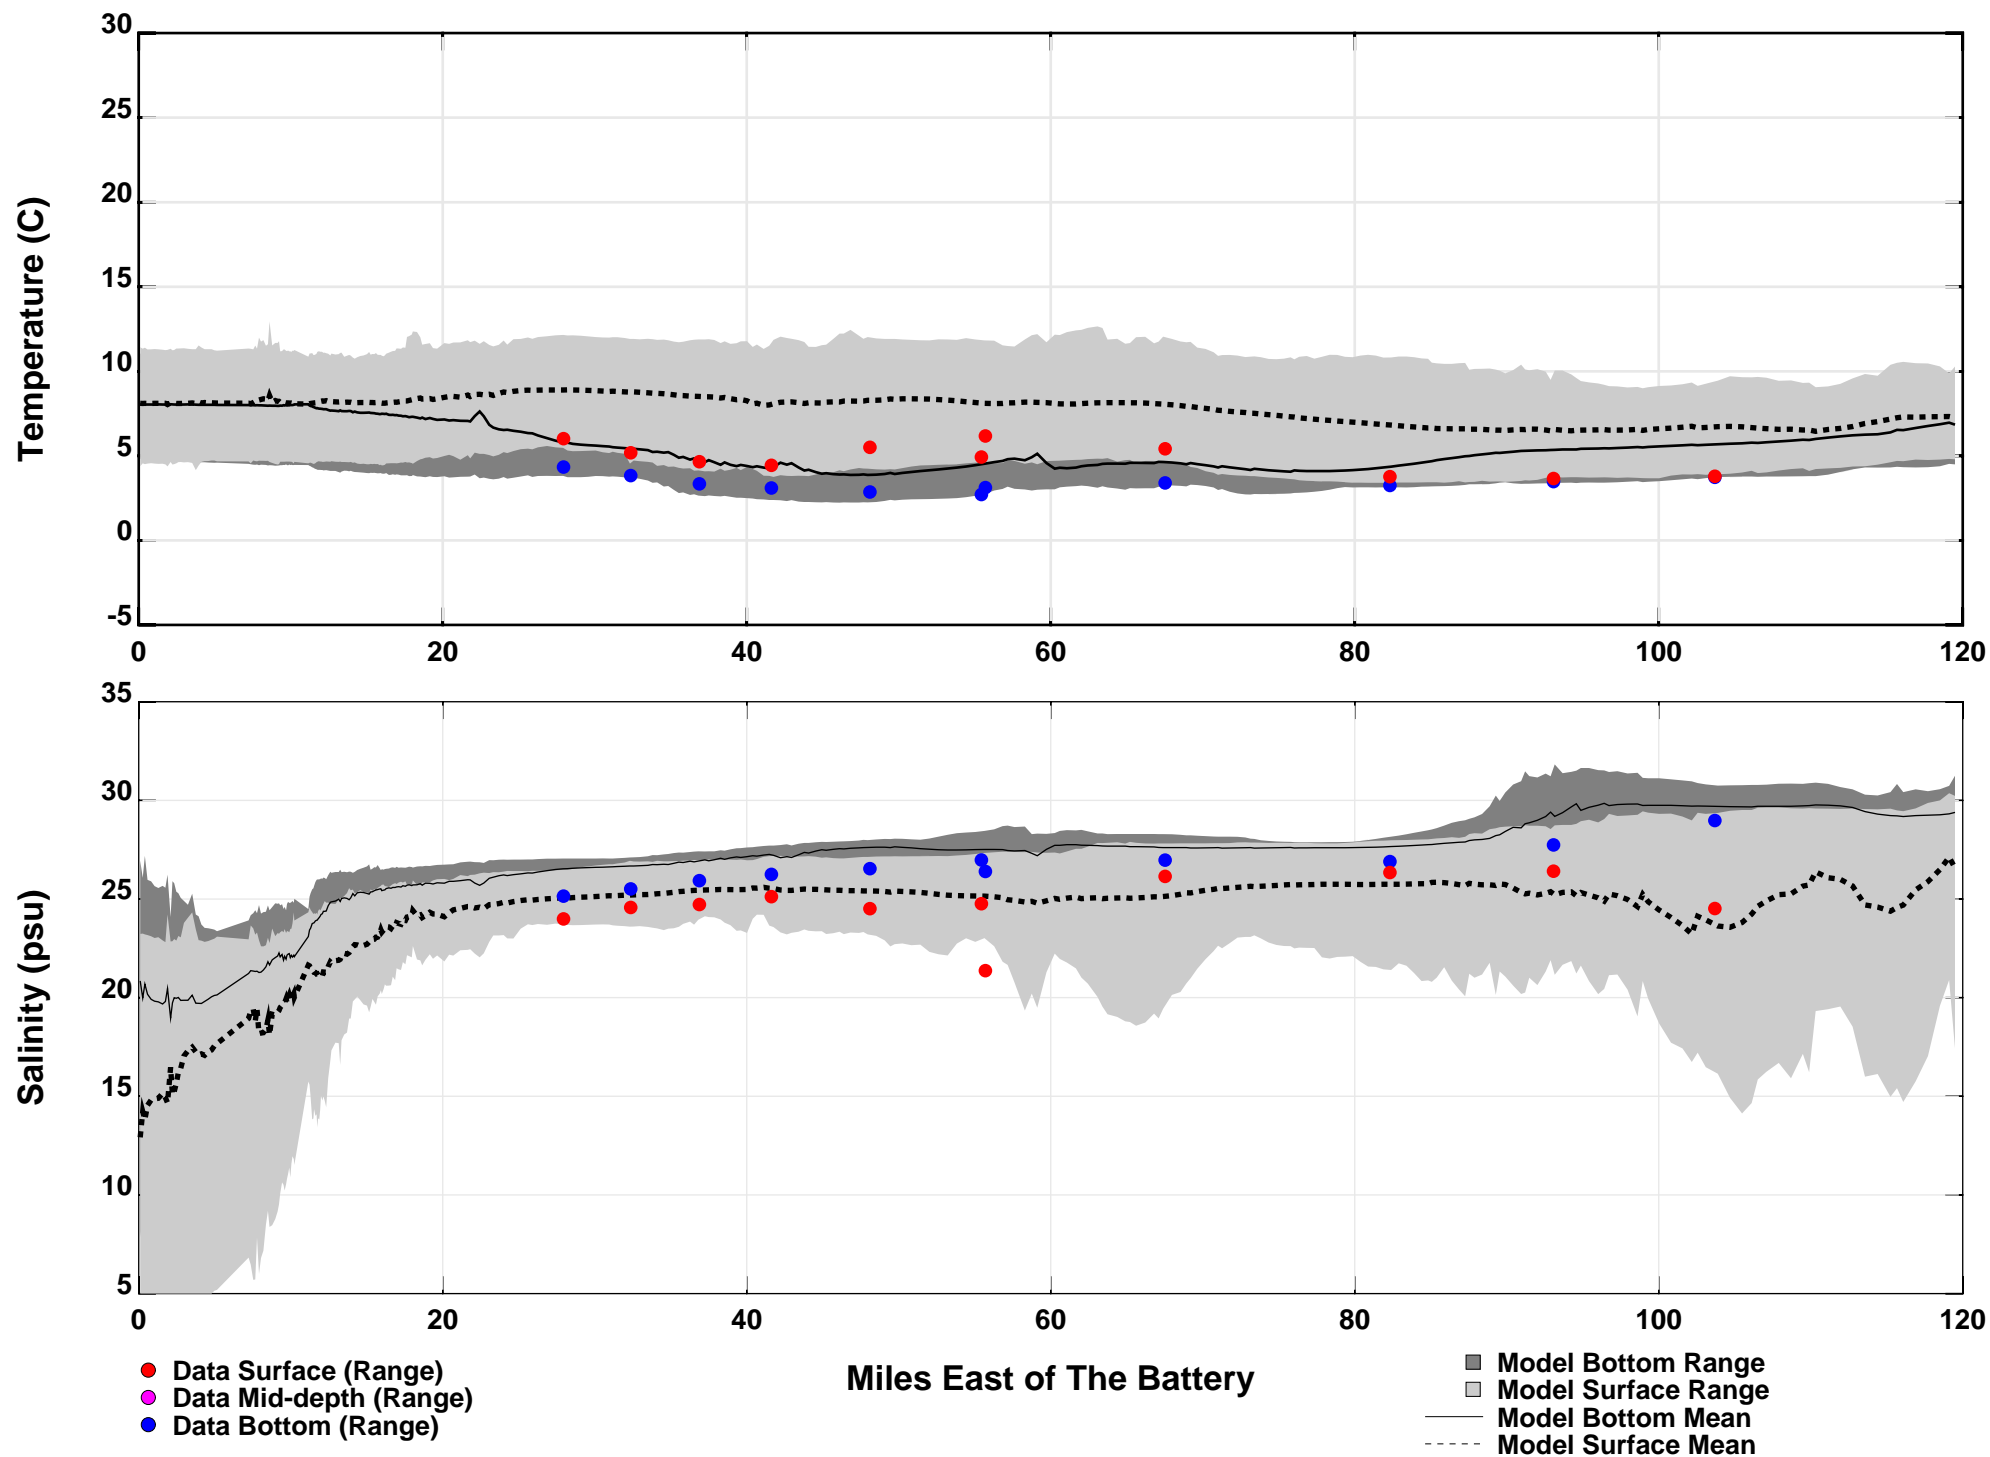 30
25
20
15
10
5
0
-5
Temperature (C)
0 20 40 60 80 100 120
35
30
25
20
15
10
5
Salinity (psu)
0 20 40 60 80 100 120
Miles East of The Battery
Data Surface (Range)
Data Mid-depth (Range)
Data Bottom (Range)
Model Bottom Range
Model Surface Range
Model Bottom Mean
Model Surface Mean